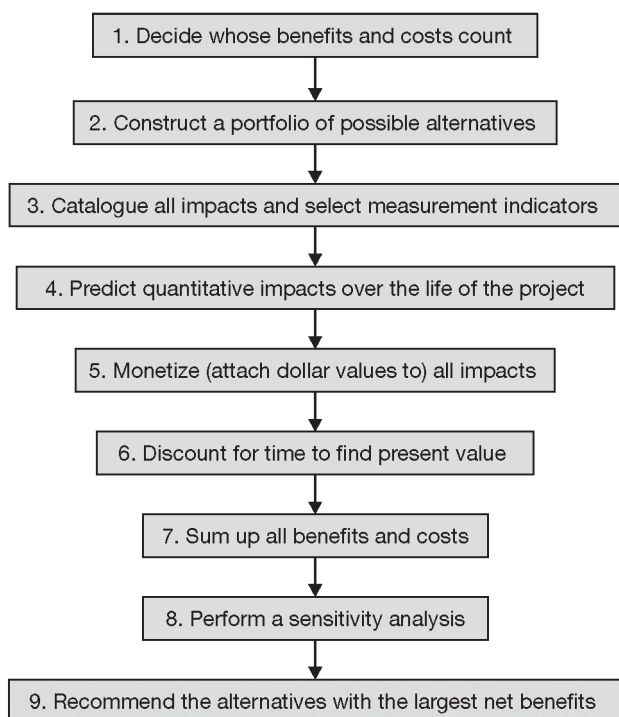 1. Decide whose benefits and costs count
2. Construct a portfolio of possible alternatives
3. Catalogue all impacts and select measurement indicators
4. Predict quantitative impacts over the life of the project
5. Monetize (attach dollar values to) all impacts
6. Discount for time to find present value
7. Sum up all benefits and costs
8. Perform a sensitivity analysis
9. Recommend the alternatives with the largest net benefits